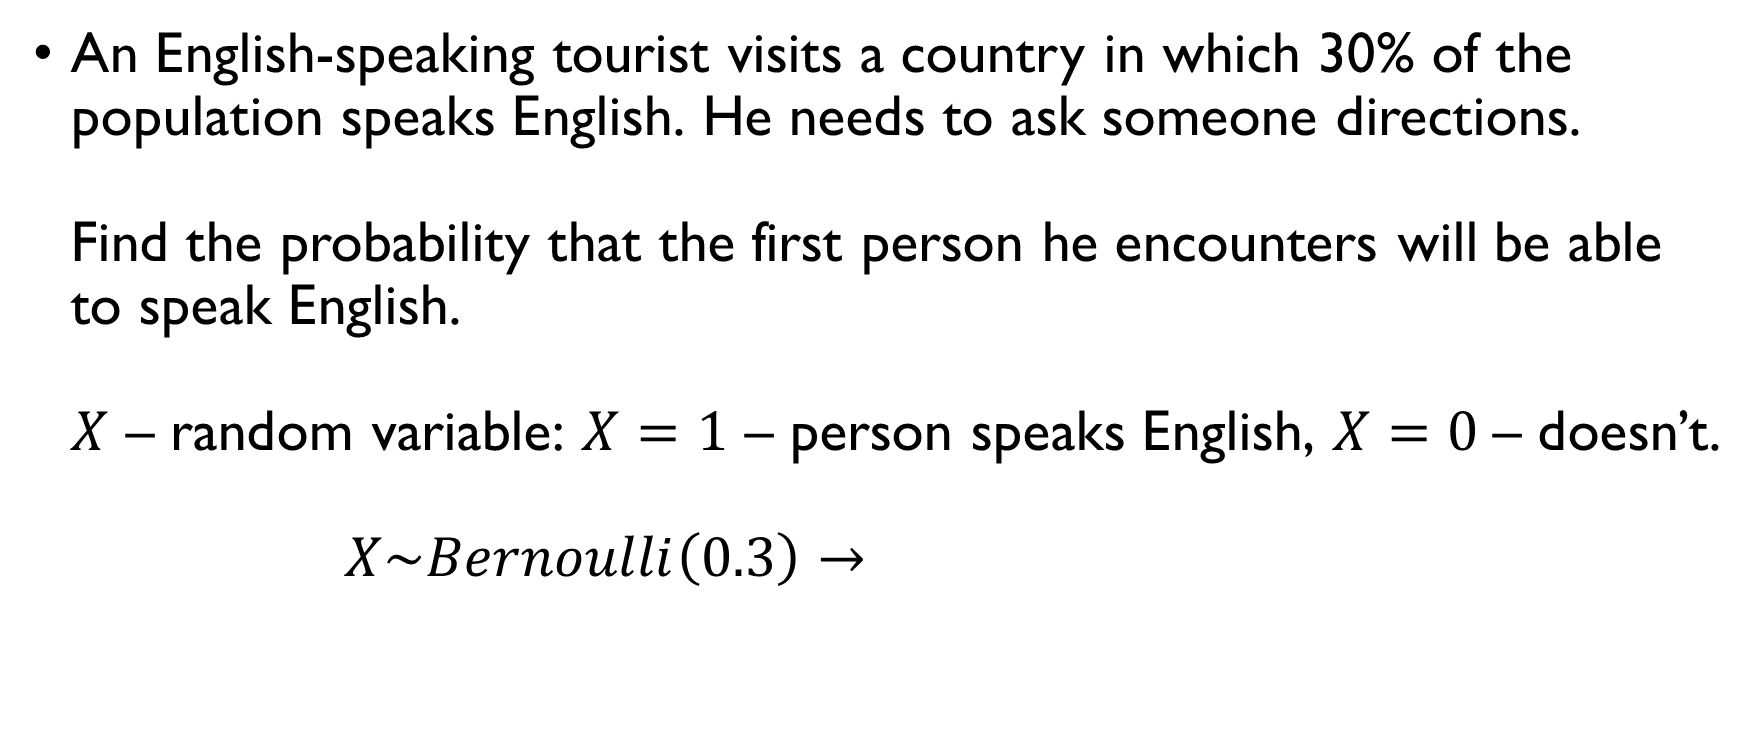 • An English-speaking tourist visits a country in which 30% of the
population speaks English. He needs to ask someone directions.
Find the probability that the first person he encounters will be able
to speak English.
X – random variable: X = 1 – person speaks English, X = 0 – doesn’t.
X~Bernoulli(0.3) →